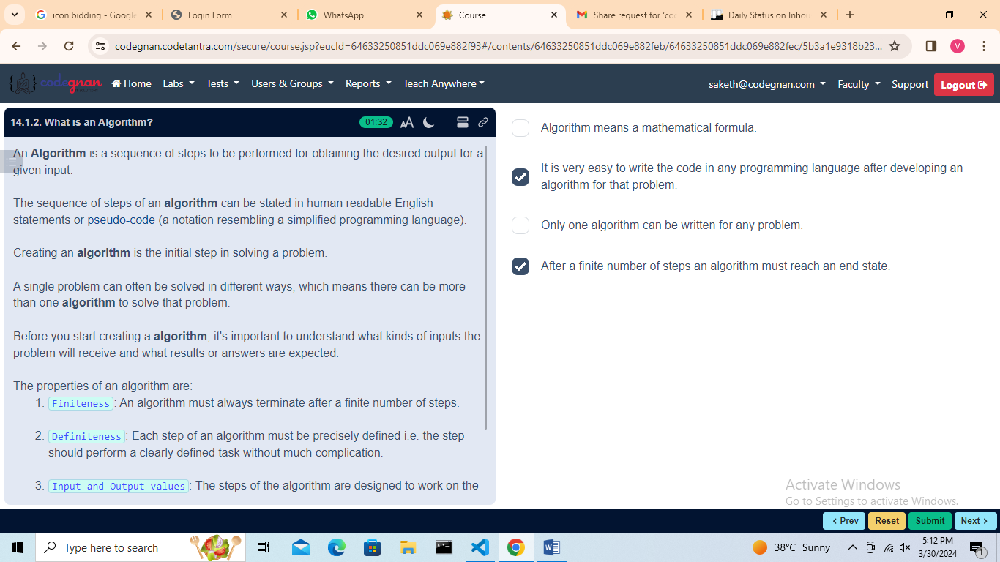 icon bidding - Google
Login Form
WhatsApp
Course
Share request for 'co
Daily Status on Inhou
codegnan.codetantra.com/secure/course.jsp?eucId=64633250851ddc069e882f93#/contents/64633250851ddc069e882feb/64633250851ddc069e882fec/5b3a1e9318b23...
V
codegnan
Home
Labs
Tests
Users & Groups
Reports
Teach Anywhere
saketh@codegnan.com
Faculty
Support
Logout
14.1.2. What is an Algorithm?
01:32
AA
An Algorithm is a sequence of steps to be performed for obtaining the desired output for a
given input.
The sequence of steps of an algorithm can be stated in human readable English
statements or pseudo-code (a notation resembling a simplified programming language).
Creating an algorithm is the initial step in solving a problem.
A single problem can often be solved in different ways, which means there can be more
than one algorithm to solve that problem.
Before you start creating a algorithm, it's important to understand what kinds of inputs the
problem will receive and what results or answers are expected.
The properties of an algorithm are:
1. Finiteness: An algorithm must always terminate after a finite number of steps.
2. Definiteness: Each step of an algorithm must be precisely defined i.e. the step
should perform a clearly defined task without much complication.
3. Input and Output values: The steps of the algorithm are designed to work on the
Algorithm means a mathematical formula.
It is very easy to write the code in any programming language after developing an
algorithm for that problem.
Only one algorithm can be written for any problem.
After a finite number of steps an algorithm must reach an end state.
Activate Windows
Go to Settings to activate Windows.
< Prev
Reset
Submit
Next >
Type here to search
38°C Sunny
5:12 PM
3/30/2024
1